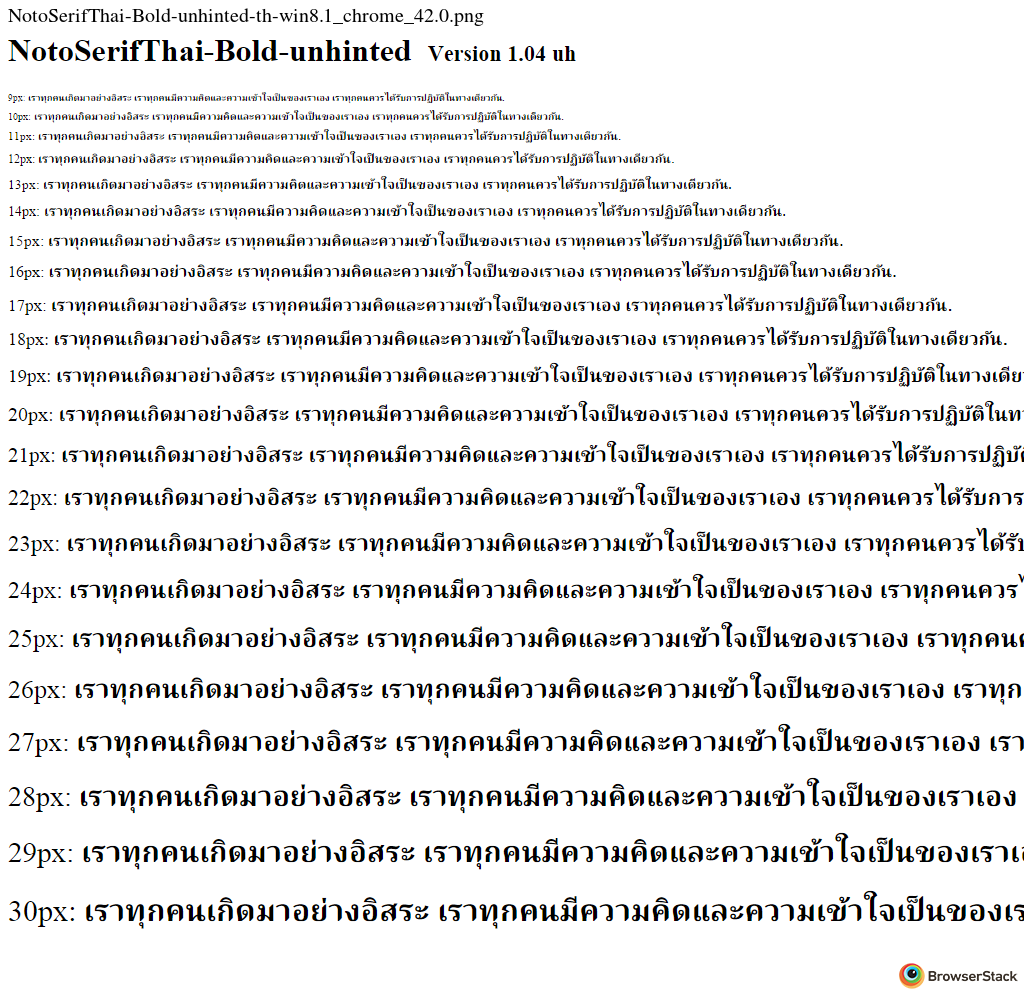 NotoSerifThai-Bold-unhinted-th-win8.1_chrome_42.0.png
NotoSerifThai-Bold-unhinted Version 1.04 uh
9px: เราทุกคนเกิดมาอย่างอิสระ เราทุกคนมีความคิดและความเข้าใจเป็นของเราเอง เราทุกคนควรได้รับการปฏิบัติในทางเดียวกัน.
10px: เราทุกคนเกิดมาอย่างอิสระ เราทุกคนมีความคิดและความเข้าใจเป็นของเราเอง เราทุกคนควรได้รับการปฏิบัติในทางเดียวกัน.
11px: เราทุกคนเกิดมาอย่างอิสระ เราทุกคนมีความคิดและความเข้าใจเป็นของเราเอง เราทุกคนควรได้รับการปฏิบัติในทางเดียวกัน.
12px: เราทุกคนเกิดมาอย่างอิสระ เราทุกคนมีความคิดและความเข้าใจเป็นของเราเอง เราทุกคนควรได้รับการปฏิบัติในทางเดียวกัน.
13px: เราทุกคนเกิดมาอย่างอิสระ เราทุกคนมีความคิดและความเข้าใจเป็นของเราเอง เราทุกคนควรได้รับการปฏิบัติในทางเดียวกัน.
14px: เราทุกคนเกิดมาอย่างอิสระ เราทุกคนมีความคิดและความเข้าใจเป็นของเราเอง เราทุกคนควรได้รับการปฏิบัติในทางเดียวกัน.
15px: เราทุกคนเกิดมาอย่างอิสระ เราทุกคนมีความคิดและความเข้าใจเป็นของเราเอง เราทุกคนควรได้รับการปฏิบัติในทางเดียวกัน.
16px: เราทุกคนเกิดมาอย่างอิสระ เราทุกคนมีความคิดและความเข้าใจเป็นของเราเอง เราทุกคนควรได้รับการปฏิบัติในทางเดียวกัน.
17px: เราทุกคนเกิดมาอย่างอิสระ เราทุกคนมีความคิดและความเข้าใจเป็นของเราเอง เราทุกคนควรได้รับการปฏิบัติในทางเดียวกัน.
18px: เราทุกคนเกิดมาอย่างอิสระ เราทุกคนมีความคิดและความเข้าใจเป็นของเราเอง เราทุกคนควรได้รับการปฏิบัติในทางเดียวกัน.
19px: เราทุกคนเกิดมาอย่างอิสระ เราทุกคนมีความคิดและความเข้าใจเป็นของเราเอง เราทุกคนควรได้รับการปฏิบัติในทางเดีย
20px: เราทุกคนเกิดมาอย่างอิสระ เราทุกคนมีความคิดและความเข้าใจเป็นของเราเอง เราทุกคนควรได้รับการปฏิบัติในท
21px: เราทุกคนเกิดมาอย่างอิสระ เราทุกคนมีความคิดและความเข้าใจเป็นของเราเอง เราทุกคนควรได้รับการปฏิบั
22px: เราทุกคนเกิดมาอย่างอิสระ เราทุกคนมีความคิดและความเข้าใจเป็นของเราเอง เราทุกคนควรได้รับการ
23px: เราทุกคนเกิดมาอย่างอิสระ เราทุกคนมีความคิดและความเข้าใจเป็นของเราเอง เราทุกคนควรได้รั
24px: เราทุกคนเกิดมาอย่างอิสระ เราทุกคนมีความคิดและความเข้าใจเป็นของเราเอง เราทุกคนควร
25px: เราทุกคนเกิดมาอย่างอิสระ เราทุกคนมีความคิดและความเข้าใจเป็นของเราเอง เราทุกคน
26px: เราทุกคนเกิดมาอย่างอิสระ เราทุกคนมีความคิดและความเข้าใจเป็นของเราเอง เราทุก
27px: เราทุกคนเกิดมาอย่างอิสระ เราทุกคนมีความคิดและความเข้าใจเป็นของเราเอง เรา
28px: เราทุกคนเกิดมาอย่างอิสระ เราทุกคนมีความคิดและความเข้าใจเป็นของเราเอง
29px: เราทุกคนเกิดมาอย่างอิสระ เราทุกคนมีความคิดและความเข้าใจเป็นของเรา
30px: เราทุกคนเกิดมาอย่างอิสระ เราทุกคนมีความคิดและความเข้าใจเป็นของเร
BrowserStack